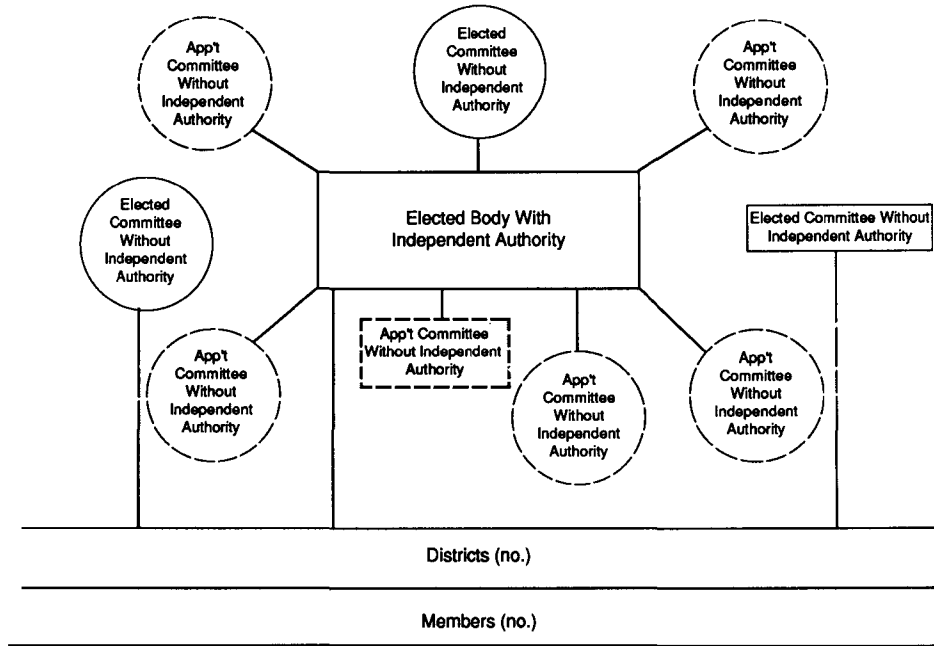 App't
Committee
Without
Independent
Authority
Elected
Committee
Without
Independent
Authority
App't
Committee
Without
Independent
Authority
Elected
Committee
Without
Independent
Authority
Elected Body With
Independent Authority
Elected Committee Without
Independent Authority
App't
Committee
Without
Independent
Authority
App't Committee
Without Independent
Authority
App't
Committee
Without
Independent
Authority
App't
Committee
Without
Independent
Authority
Districts (no.)
Members (no.)